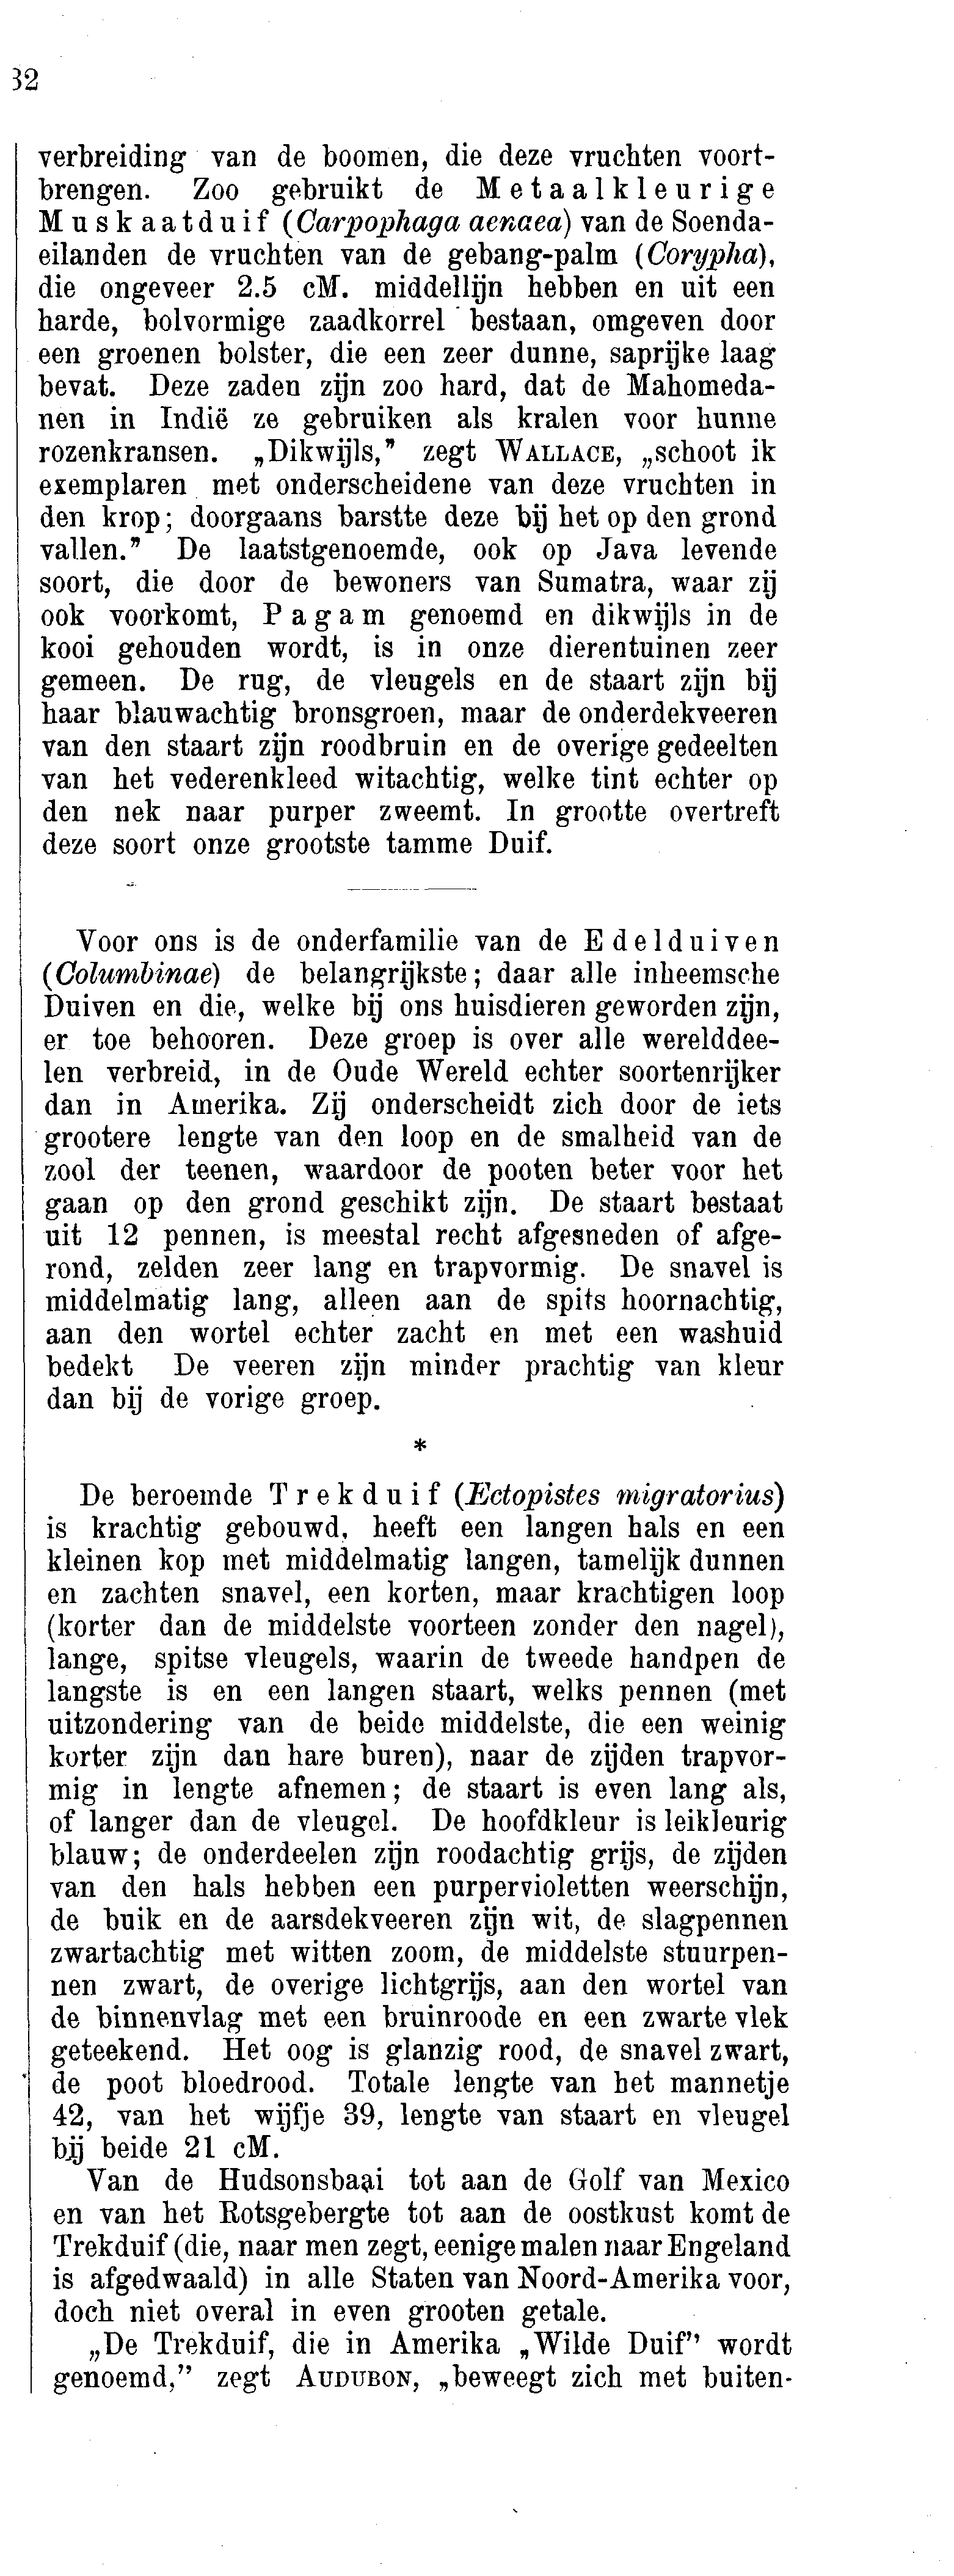 32
verbreiding van de boomen, die deze vruchten voort-
brengen. Zoo gebruikt de Metaalkleurige
Muskaatduif (Carpophaga aenaea) van de Soenda-
eilanden de vruchten van de gebang-palm (Corypha),
die ongeveer 2.5 cM. middellijn hebben en uit een
harde, bolvormige zaadkorrel bestaan, omgeven door
een groenen bolster, die een zeer dunne, saprijke laag
bevat. Deze zaden zijn zoo hard, dat de Mahomeda-
nen in Indië ze gebruiken als kralen voor hunne
rozenkransen. „Dikwijls,” zegt WALLACE, „schoot ik
exemplaren met onderscheidene van deze vruchten in
den krop; doorgaans barstte deze bij het op den grond
vallen.” De laatstgenoemde, ook op Java levende
soort, die door de bewoners van Sumatra, waar zij
ook voorkomt, Pagam genoemd en dikwijls in de
kooi gehouden wordt, is in onze dierentuinen zeer
gemeen. De rug, de vleugels en de staart zijn bij
haar blauwachtig bronsgroen, maar de onderdekveeren
van den staart zijn roodbruin en de overige gedeelten
van het vederenkleed witachtig, welke tint echter op
den nek naar purper zweemt. In grootte overtreft
deze soort onze grootste tamme Duif.
Voor ons is de onderfamilie van de Edelduiven
(Columbinae) de belangrijkste; daar alle inheemsche
Duiven en die, welke bij ons huisdieren geworden zijn,
er toe behooren. Deze groep is over alle werelddee-
len verbreid, in de Oude Wereld echter soortenrijker
dan in Amerika. Zij onderscheidt zich door de iets
grootere lengte van den loop en de smalheid van de
zool der teenen, waardoor de pooten beter voor het
gaan op den grond geschikt zijn. De staart bestaat
uit 12 pennen, is meestal recht afgesneden of afge-
rond, zelden zeer lang en trapvormig. De snavel is
middelmatig lang, alleen aan de spits hoornachtig,
aan den wortel echter zacht en met een washuid
bedekt De veeren zijn minder prachtig van kleur
dan bij de vorige groep.
*
De beroemde Trekduif (Ectopistes migratorius)
is krachtig gebouwd, heeft een langen hals en een
kleinen kop met middelmatig langen, tamelijk dunnen
en zachten snavel, een korten, maar krachtigen loop
(korter dan de middelste voorteen zonder den nagel),
lange, spitse vleugels, waarin de tweede handpen de
langste is en een langen staart, welks pennen (met
uitzondering van de beide middelste, die een weinig
korter zijn dan hare buren), naar de zijden trapvor-
mig in lengte afnemen; de staart is even lang als,
of langer dan de vleugel. De hoofdkleur is leikleurig
blauw; de onderdeelen zijn roodachtig grijs, de zijden
van den hals hebben een purpervioletten weerschijn,
de buik en de aarsdekveeren zijn wit, de slagpennen
zwartachtig met witten zoom, de middelste stuurpen-
nen zwart, de overige lichtgrijs, aan den wortel van
de binnenvlag met een bruinroode en een zwarte vlek
geteekend. Het oog is glanzig rood, de snavel zwart,
de poot bloedrood. Totale lengte van het mannetje
42, van het wijfje 39, lengte van staart en vleugel
bij beide 21 cM.
Van de Hudsonsbaai tot aan de Golf van Mexico
en van het Rotsgebergte tot aan de oostkust komt de
Trekduif (die, naar men zegt, eenige malen naar Engeland
is afgedwaald) in alle Staten van Noord-Amerika voor,
doch niet overal in even grooten getale.
„De Trekduif, die in Amerika „Wilde Duif” wordt
genoemd,” zegt AUDUBON, „beweegt zich met buiten-